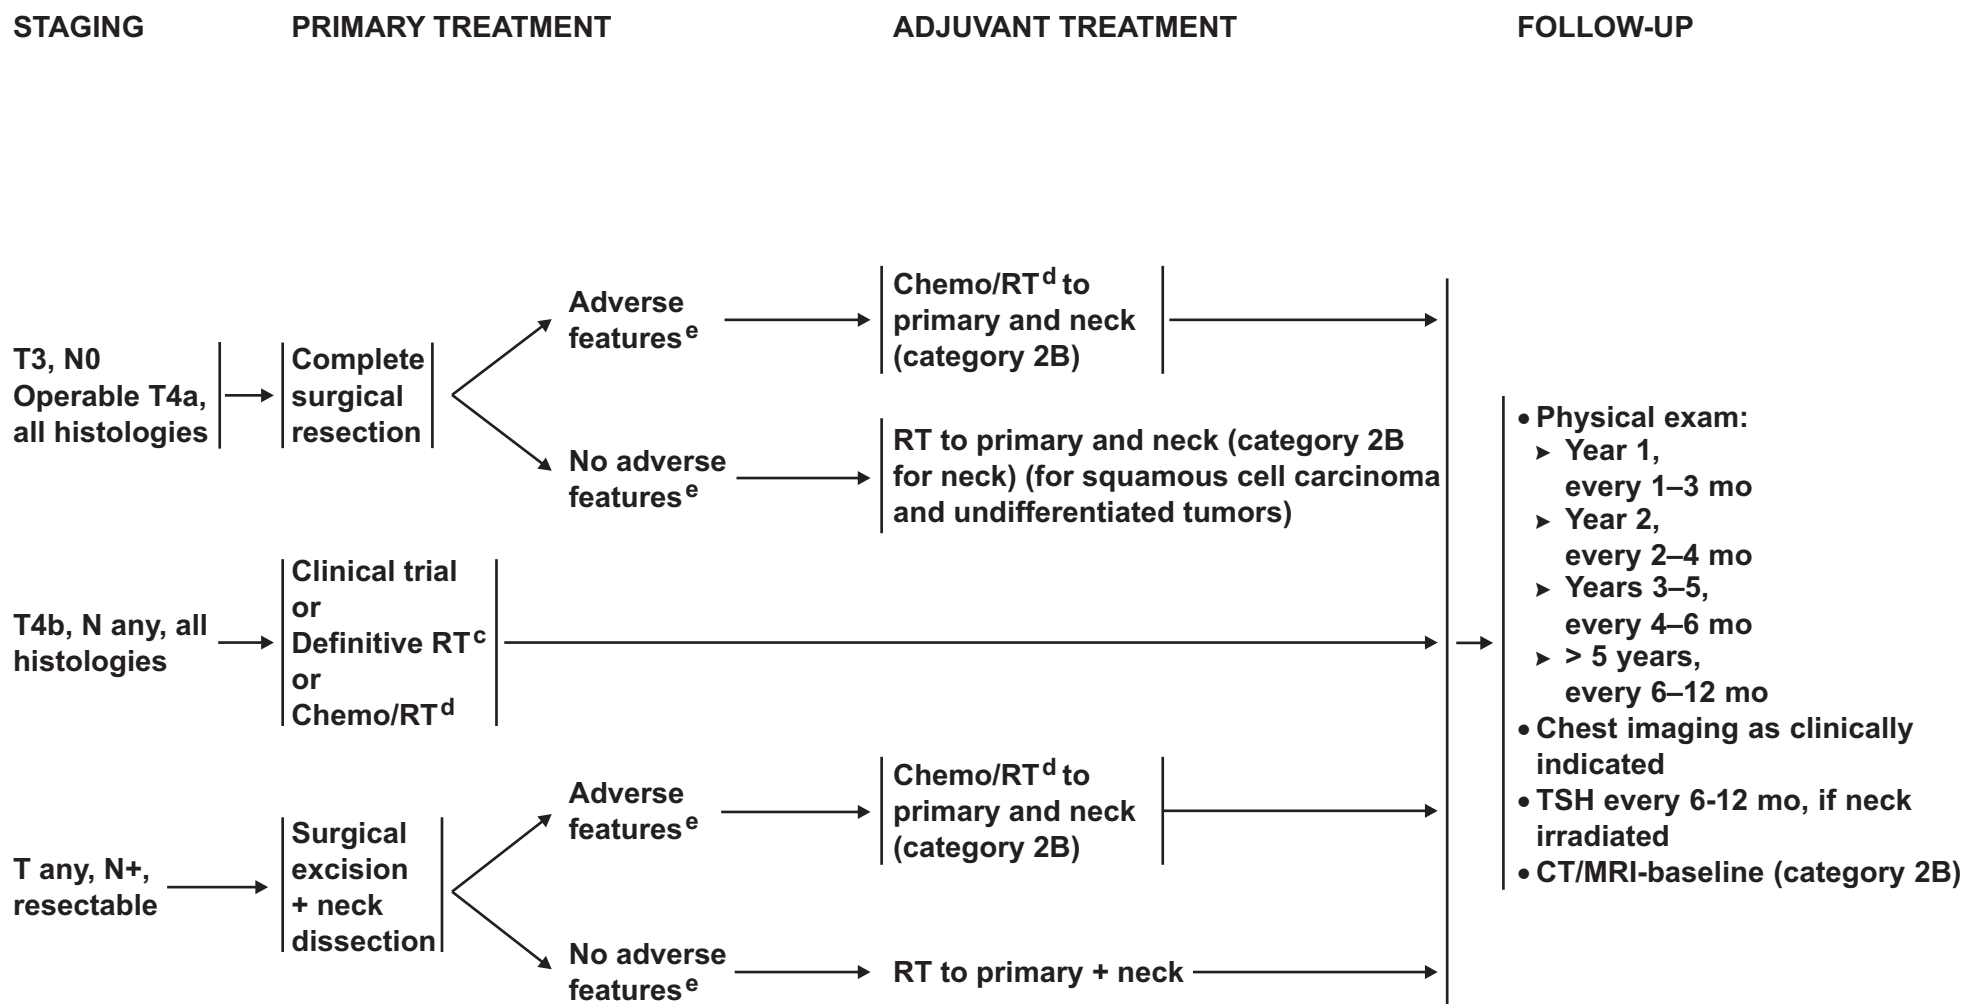 STAGING
PRIMARY TREATMENT
ADJUVANT TREATMENT
FOLLOW-UP
T3, N0
Operable T4a,
all histologies
Complete
surgical
resection
Adverse
features e
Chemo/RT d to
primary and neck
(category 2B)
No adverse
features e
RT to primary and neck (category 2B
for neck) (for squamous cell carcinoma
and undifferentiated tumors)
T4b, N any, all
histologies
Clinical trial
or
Definitive RT c
or
Chemo/RT d
T any, N+,
resectable
Surgical
excision
+ neck
dissection
Adverse
features e
Chemo/RT d to
primary and neck
(category 2B)
No adverse
features e
RT to primary + neck
• Physical exam:
➤ Year 1,
every 1–3 mo
➤ Year 2,
every 2–4 mo
➤ Years 3–5,
every 4–6 mo
➤ > 5 years,
every 6–12 mo
• Chest imaging as clinically
indicated
• TSH every 6-12 mo, if neck
irradiated
• CT/MRI-baseline (category 2B)